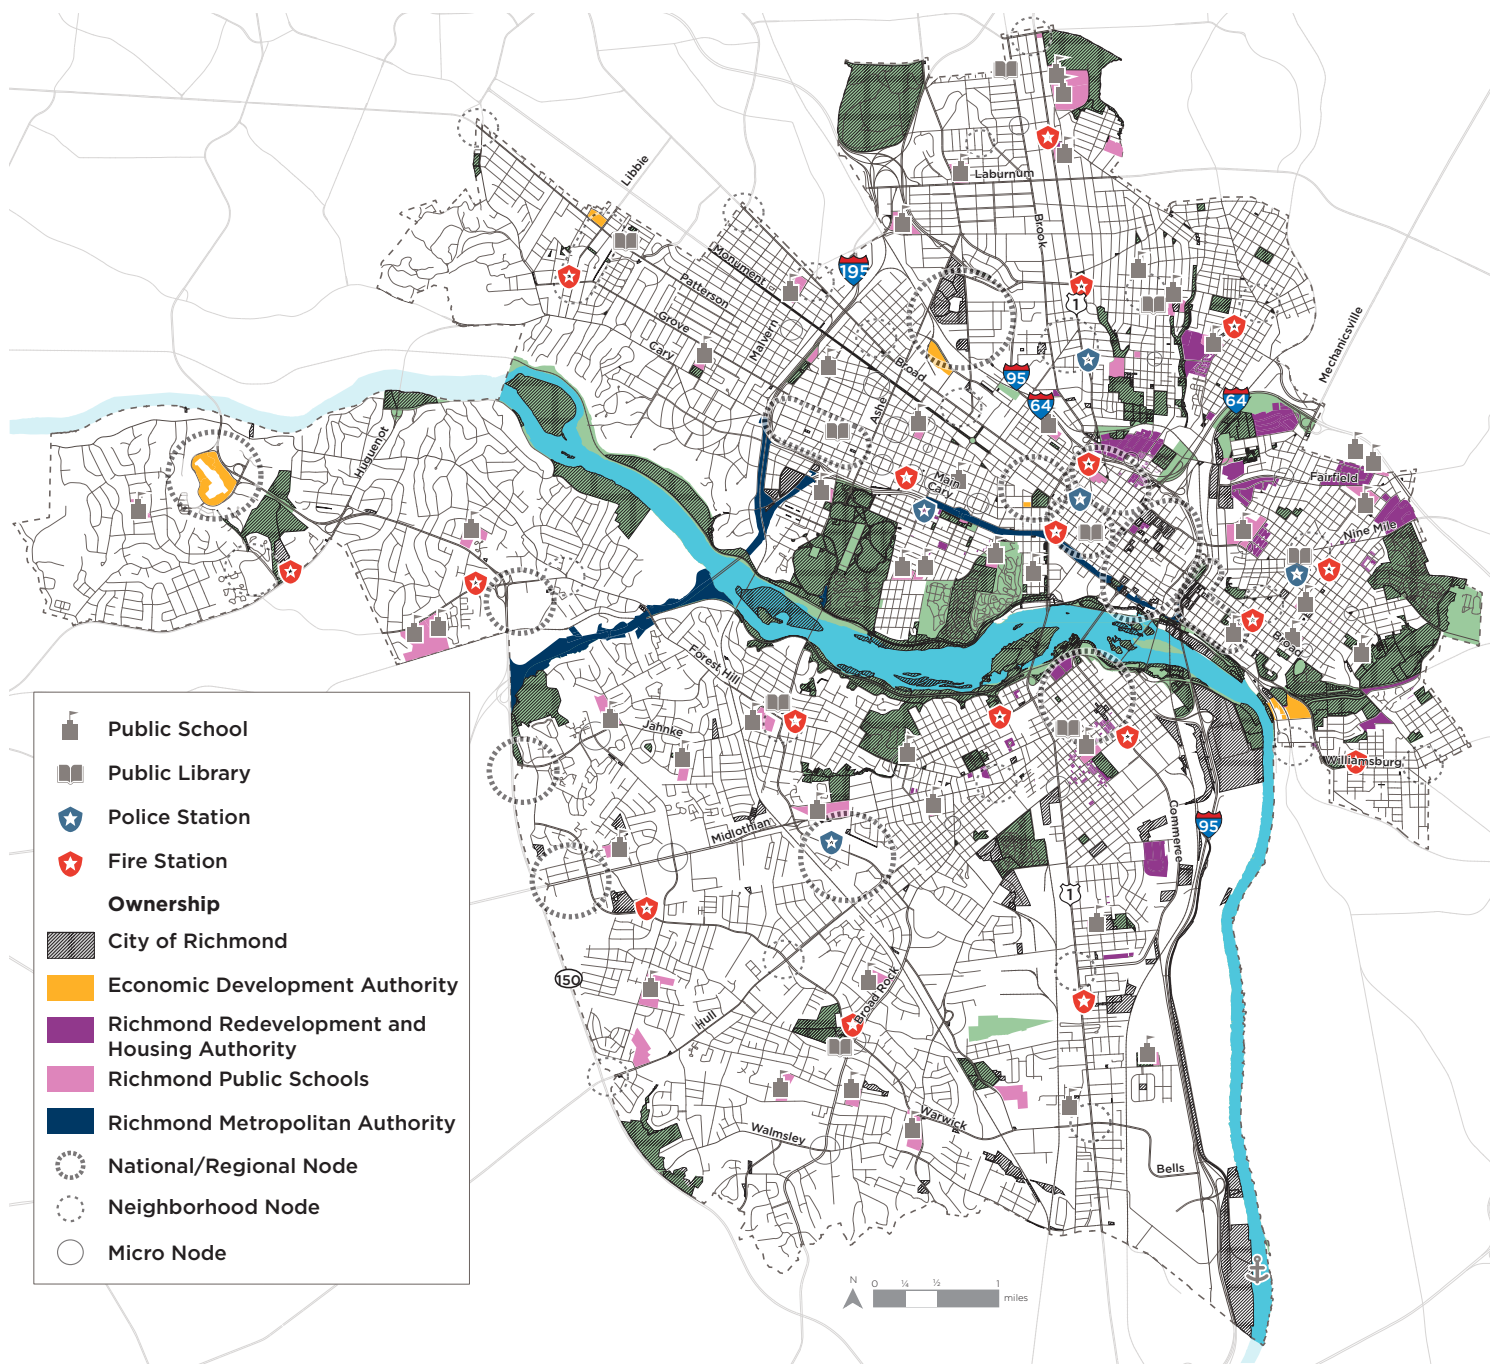 Libbie
Laburnum
Brook
Monument
195
Patterson
Grove
Cary
Malvern
1
Mechanicsville
Broad
95
64
64
Ashe
Huguenot
Main
Cary
Fairfield
Nine Mile
Broad
Forest Hill
Jahnke
Williamsburg
Midlothian
Commerce
95
1
150
Broad Rock
Hull
Warwick
Walmsley
Bells
Public School
Public Library
Police Station
Fire Station
Ownership
City of Richmond
Economic Development Authority
Richmond Redevelopment and
Housing Authority
Richmond Public Schools
Richmond Metropolitan Authority
National/Regional Node
Neighborhood Node
Micro Node
N
0 ¼ ½ 1
miles